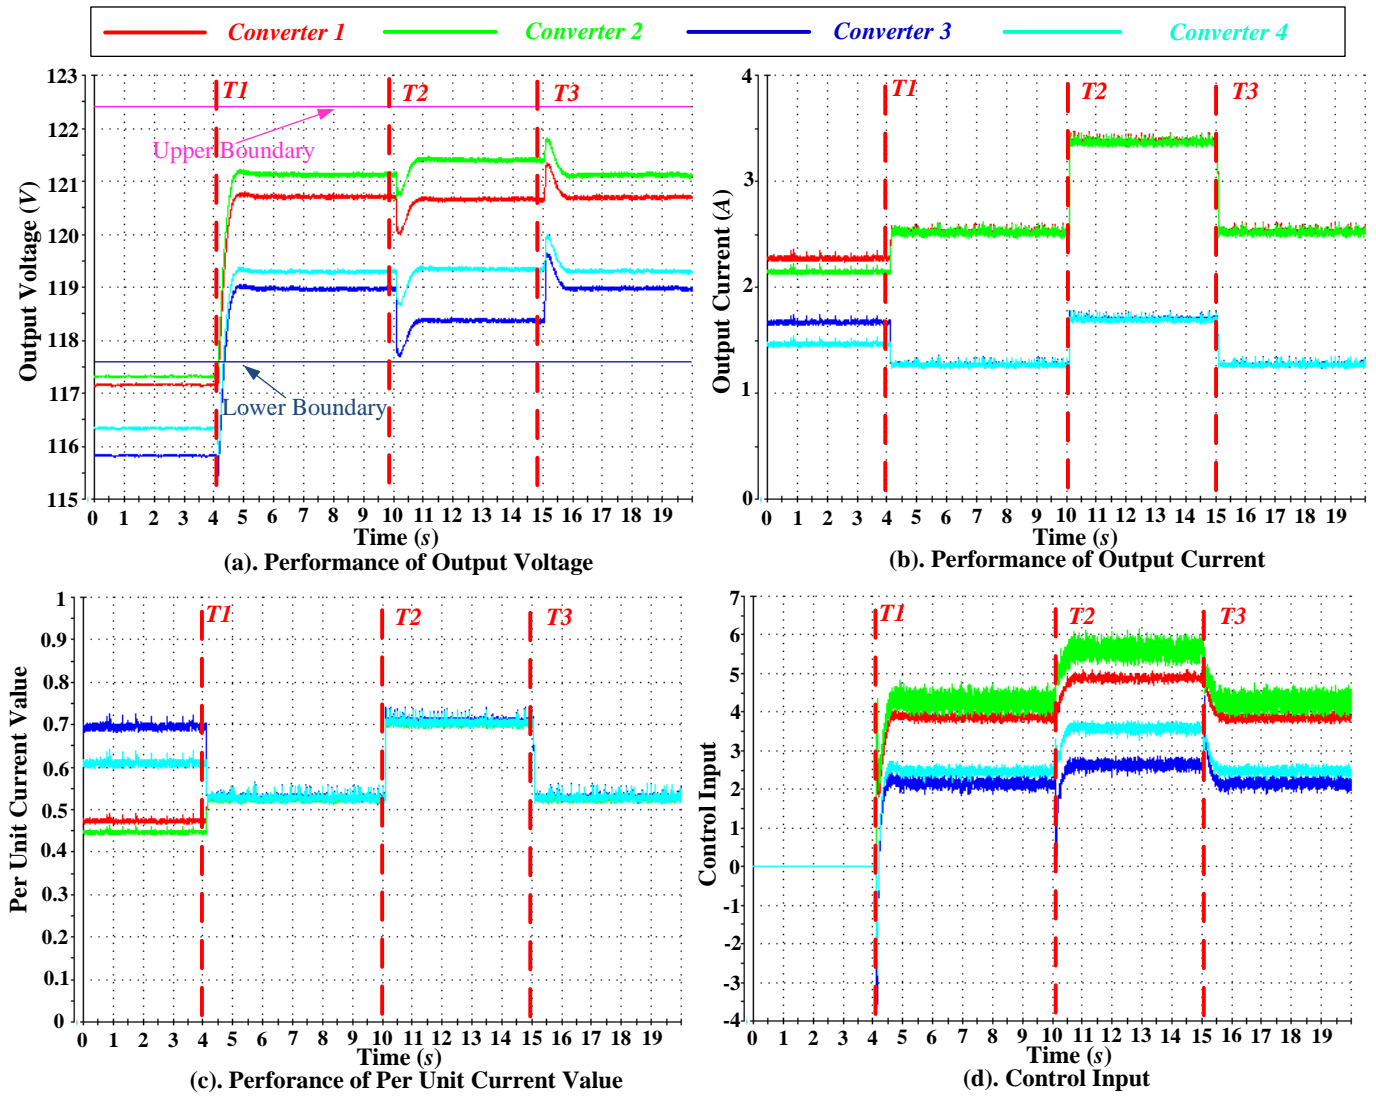 Converter 1 Converter 2 Converter 3 Converter 4
123
122
121
120
119
118
117
116
115
Output Voltage (V)
T1 T2 T3
Upper Boundary
Lower Boundary
0 1 2 3 4 5 6 7 8 9 10 11 12 13 14 15 16 17 18 19
Time (s)
(a). Performance of Output Voltage
4
3
2
1
0
Output Current (A)
T1 T2 T3
0 1 2 3 4 5 6 7 8 9 10 11 12 13 14 15 16 17 18 19
Time (s)
(b). Performance of Output Current
1
0.9
0.8
0.7
0.6
0.5
0.4
0.3
0.2
0.1
0
Per Unit Current Value
T1 T2 T3
0 1 2 3 4 5 6 7 8 9 10 11 12 13 14 15 16 17 18 19
Time (s)
(c). Perforance of Per Unit Current Value
7
6
5
4
3
2
1
0
-1
-2
-3
-4
Control Input
T1 T2 T3
0 1 2 3 4 5 6 7 8 9 10 11 12 13 14 15 16 17 18 19
Time (s)
(d). Control Input